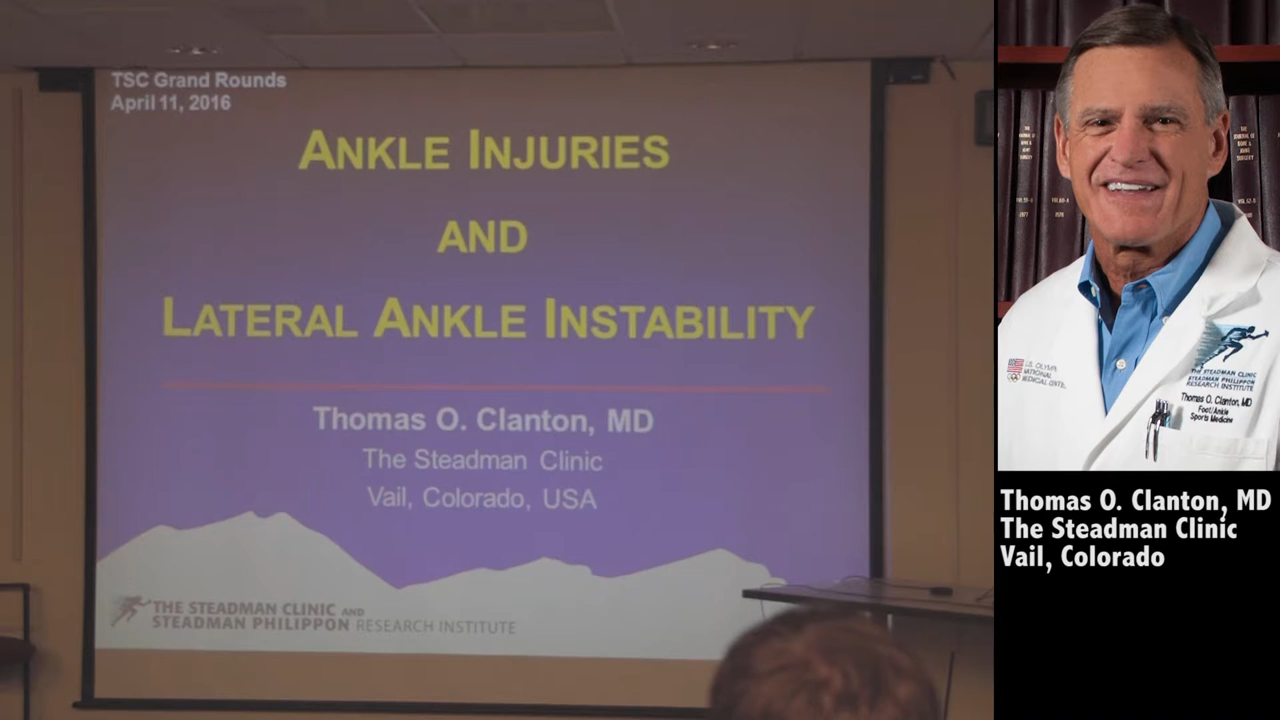 TSC Grand Rounds
April 11, 2016
ANKLE INJURIES
AND
LATERAL ANKLE INSTABILITY
Thomas O. Clanton, MD
The Steadman Clinic
Vail, Colorado, USA
THE STEADMAN CLINIC AND
STEADMAN PHILIPPON RESEARCH INSTITUTE
THE STEADMAN CLINIC
STEADMAN PHILIPPON
RESEARCH INSTITUTE
Thomas O. Clanton, MD
Foot/Ankle
Sports Medicine
Thomas O. Clanton, MD
The Steadman Clinic
Vail, Colorado